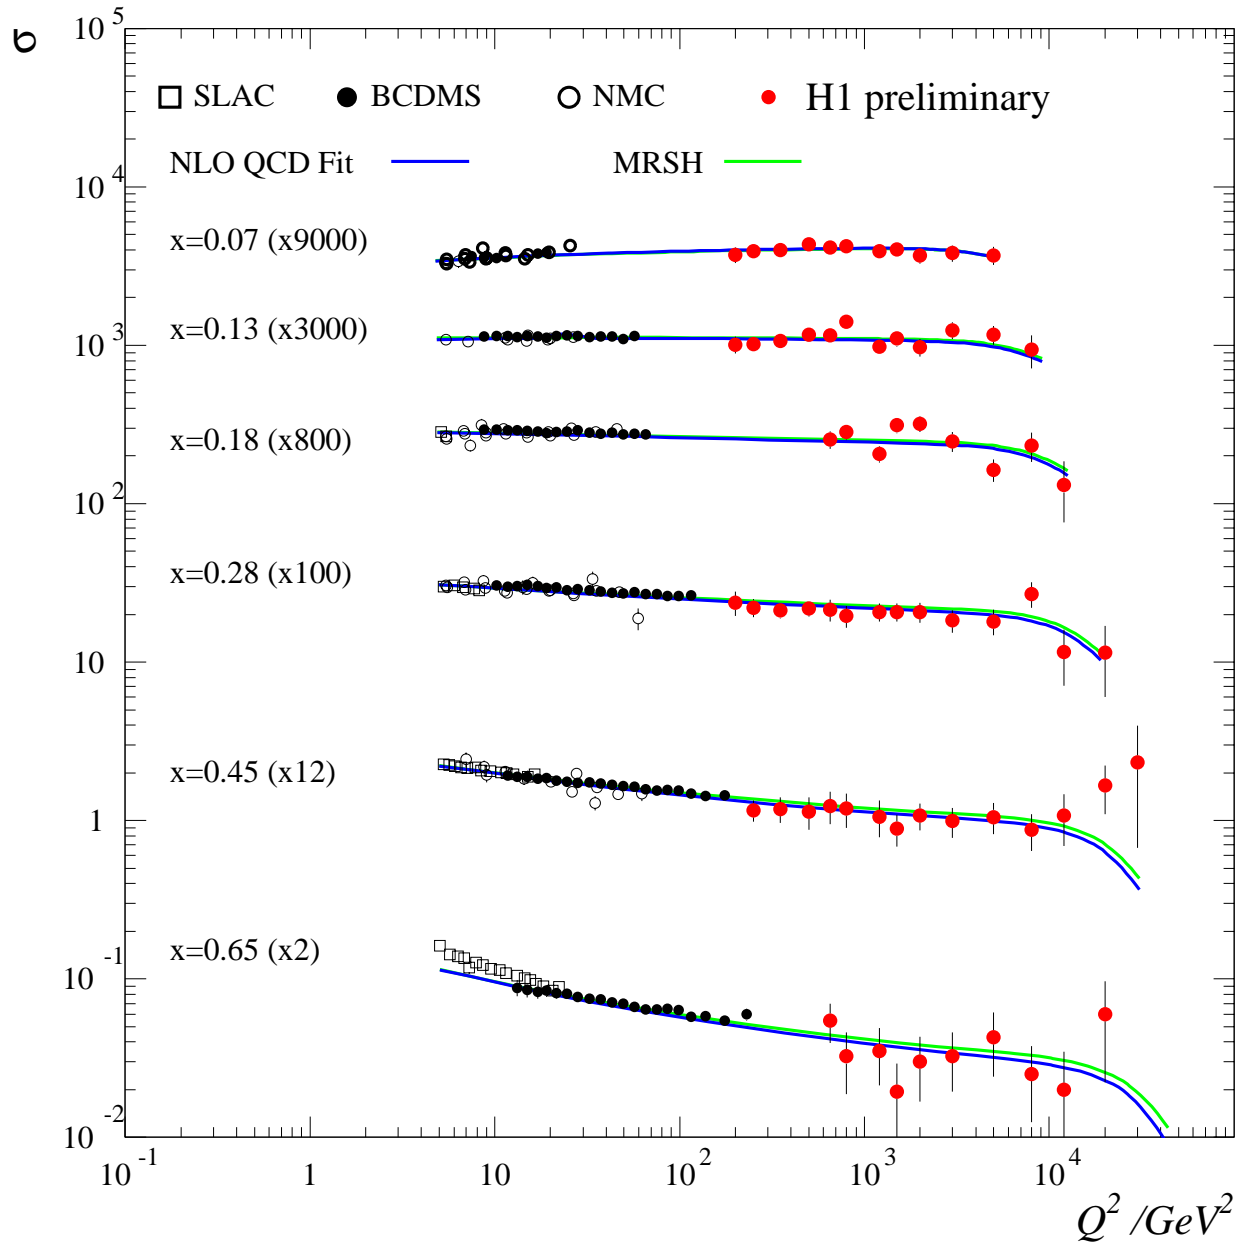 σ
10^5
SLAC BCDMS NMC H1 preliminary
NLO QCD Fit MRSH
10^4
x=0.07 (x9000)
x=0.13 (x3000)
10^3
x=0.18 (x800)
10^2
x=0.28 (x100)
10
x=0.45 (x12)
1
x=0.65 (x2)
10^-1
10^-2
10^-1 1 10 10^2 10^3 10^4
Q^2 /GeV^2